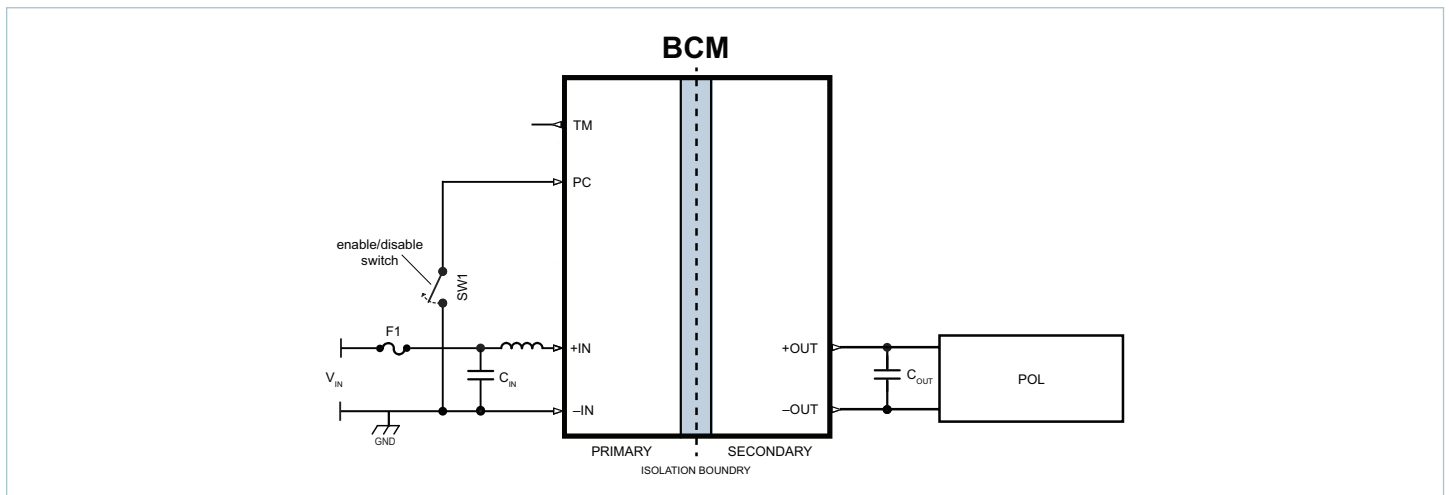 BCM
TM
PC
enable/disable
switch
SW1
F1
+IN
+OUT
V_IN
C_IN
C_OUT
POL
–IN
–OUT
GND
PRIMARY
SECONDARY
ISOLATION BOUNDRY